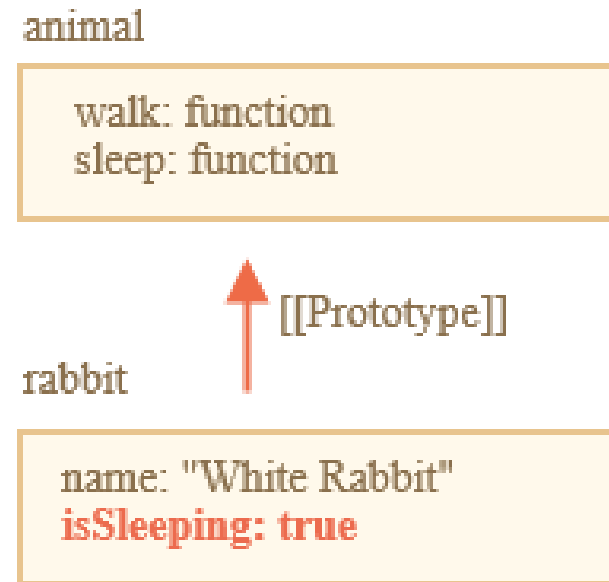 animal
walk: function
sleep: function
[[Prototype]]
rabbit
name: "White Rabbit"
isSleeping: true